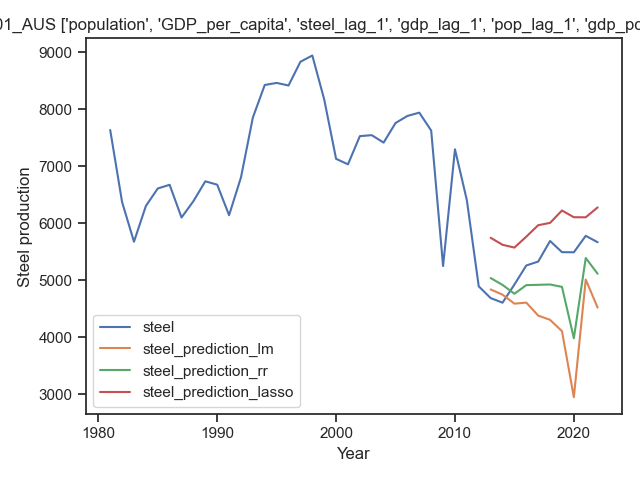 01_AUS ['population', 'GDP_per_capita', 'steel_lag_1', 'gdp_lag_1', 'pop_lag_1',
9000
8000
7000
6000
5000
4000
3000
Steel production
steel
steel_prediction_lm
steel_prediction_rr
steel_prediction_lasso
1980
1990
2000
2010
2020
Year